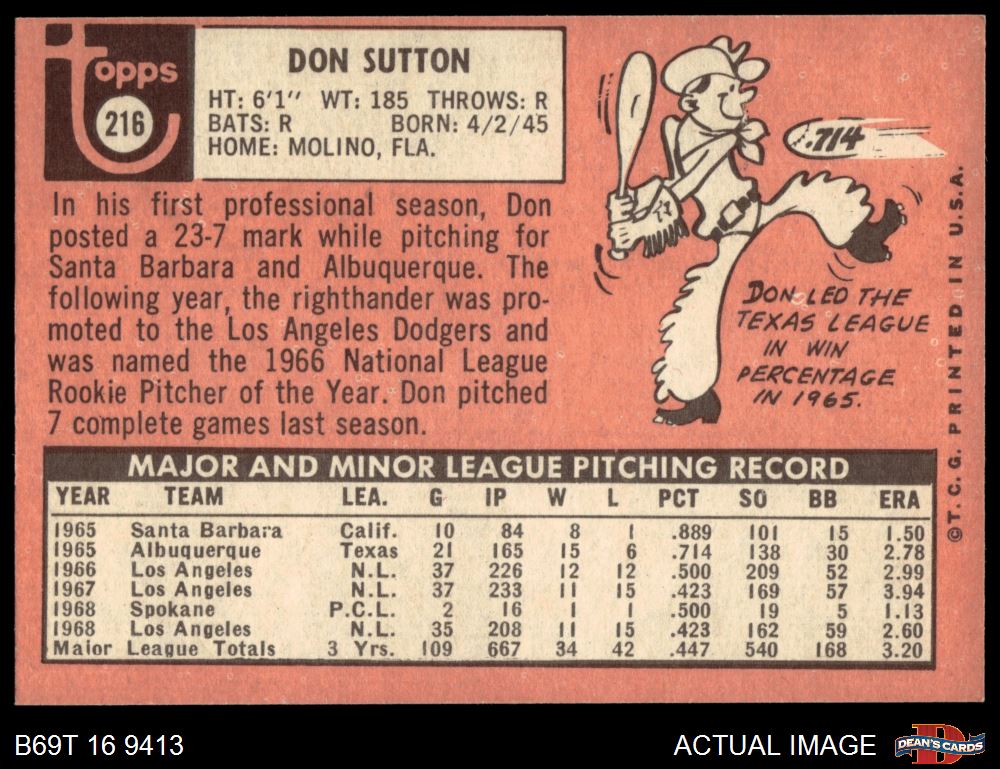 topps
216
DON SUTTON
HT: 6'1" WT: 185 THROWS: R
BATS: R BORN: 4/2/45
HOME: MOLINO, FLA.
In his first professional season, Don
posted a 23-7 mark while pitching for
Santa Barbara and Albuquerque. The
following year, the righthander was pro-
moted to the Los Angeles Dodgers and
was named the 1966 National League
Rookie Pitcher of the Year. Don pitched
7 complete games last season.
.714
DON LED THE
TEXAS LEAGUE
IN WIN
PERCENTAGE
IN 1965.
©T. C. G. PRINTED IN U.S.A.
MAJOR AND MINOR LEAGUE PITCHING RECORD
YEAR TEAM LEA. G IP W L PCT SO BB ERA
1965 Santa Barbara Calif. 10 84 8 1 .889 101 15 1.50
1965 Albuquerque Texas 21 165 15 6 .714 138 30 2.78
1966 Los Angeles N.L. 37 226 12 12 .500 209 52 2.99
1967 Los Angeles N.L. 37 233 11 15 .423 169 57 3.94
1968 Spokane P.C.L. 2 16 1 1 .500 19 5 1.13
1968 Los Angeles N.L. 35 208 11 15 .423 162 59 2.60
Major League Totals 3 Yrs. 109 667 34 42 .447 540 168 3.20
B69T 16 9413
ACTUAL IMAGE
D
DEAN'S CARDS